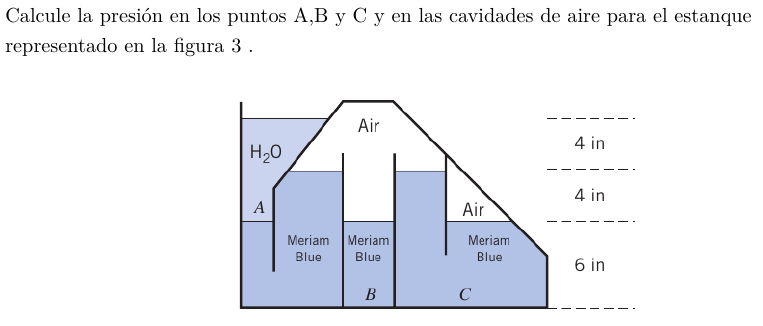 Calcule la presión en los puntos A,B y C y en las cavidades de aire para el estanque
representado en la figura 3 .
Air
4 in
H₂O
4 in
A
Air
Meriam Blue
Meriam Blue
Meriam Blue
6 in
B
C